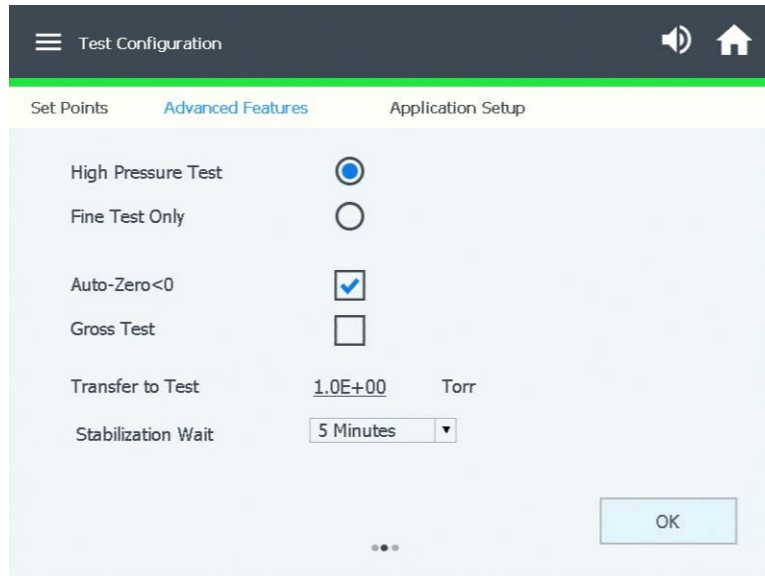 Test Configuration
Set Points Advanced Features Application Setup
High Pressure Test
Fine Test Only
Auto-Zero<0
Gross Test
Transfer to Test 1.0E+00 Torr
Stabilization Wait 5 Minutes
OK